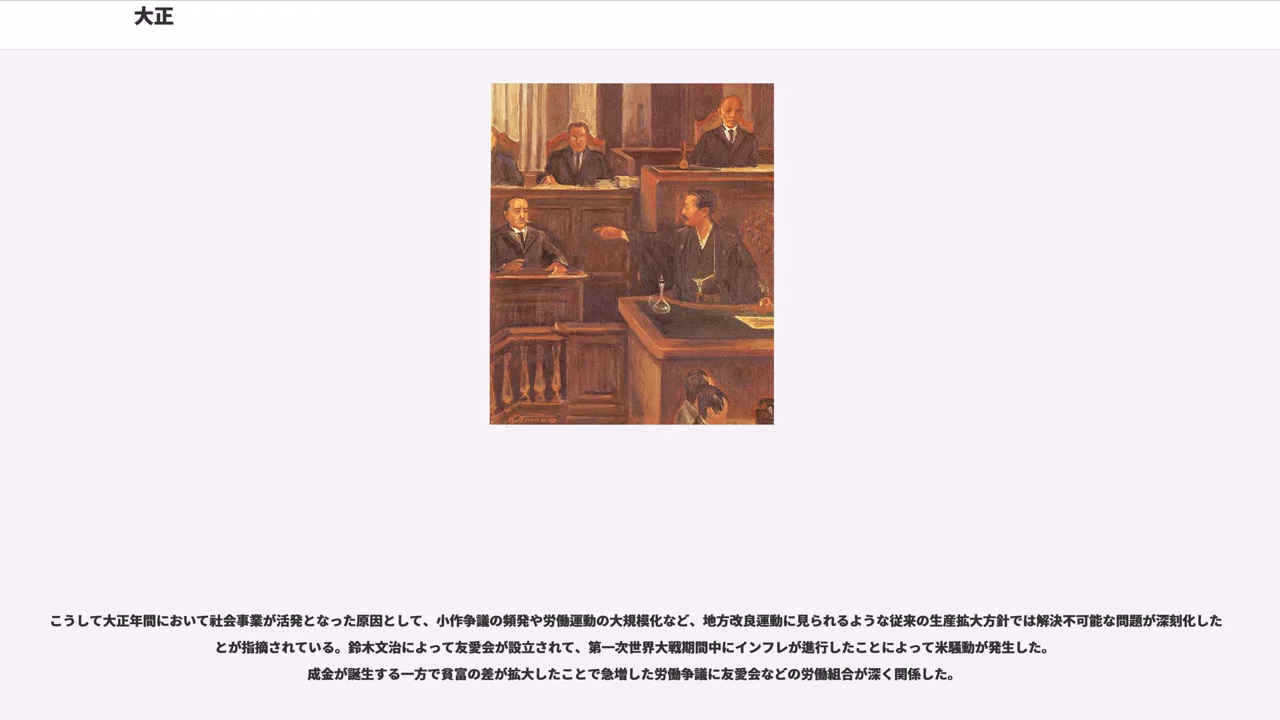 大正
こうして大正年間において社会事業が活発となった原因として、小作争議の頻発や労働運動の大規模化など、地方改良運動に見られるような従来の生産拡大方針では解決不可能な問題が深刻化した
とが指摘されている。鈴木文治によって友愛会が設立されて、第一次世界大戦期間中にインフレが進行したことによって米騒動が発生した。
成金が誕生する一方で貧富の差が拡大したことで急増した労働争議に友愛会などの労働組合が深く関係した。